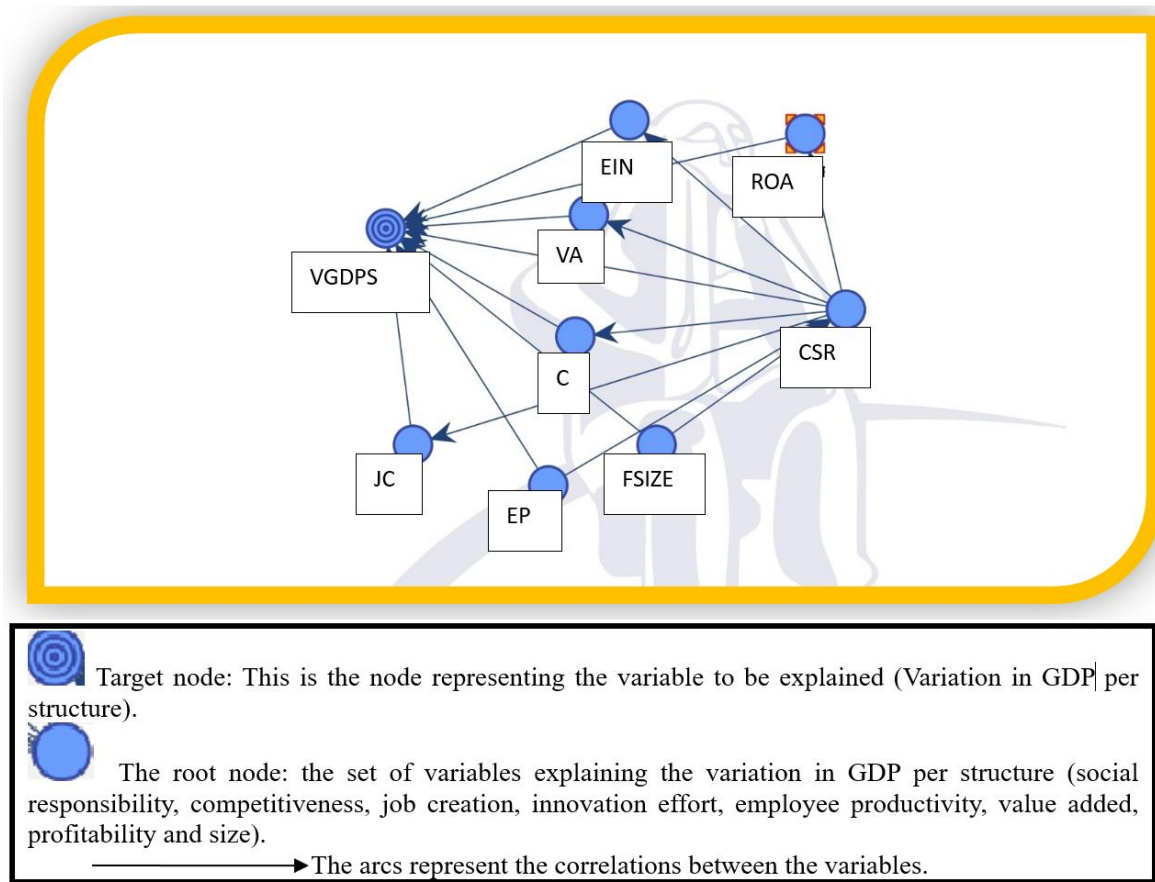 EIN
ROA
VA
VGDPS
CSR
C
JC
FSIZE
EP
Target node: This is the node representing the variable to be explained (Variation in GDP per
structure).
The root node: the set of variables explaining the variation in GDP per structure (social
responsibility, competitiveness, job creation, innovation effort, employee productivity, value added,
profitability and size).
The arcs represent the correlations between the variables.